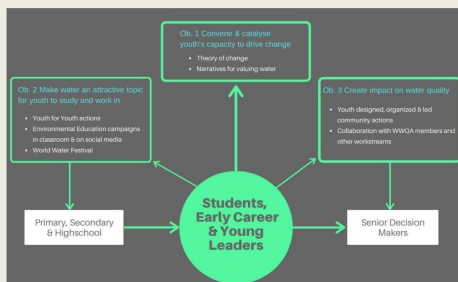 Ob. 1 Convene & catalyse
youth's capacity to drive change
Theory of change
Narratives for valuing water
Ob. 2 Make water an attractive topic
for youth to study and work in
Youth for Youth actions
Environmental Education campaigns
in classroom & on social media
World Water Festival
Ob. 3 Create impact on water quality
Youth designed, organized & led
community actions
Collaboration with WWQA members and
other workstreams
Primary, Secondary
& Highschool
Students,
Early Career
& Young
Leaders
Senior Decision
Makers